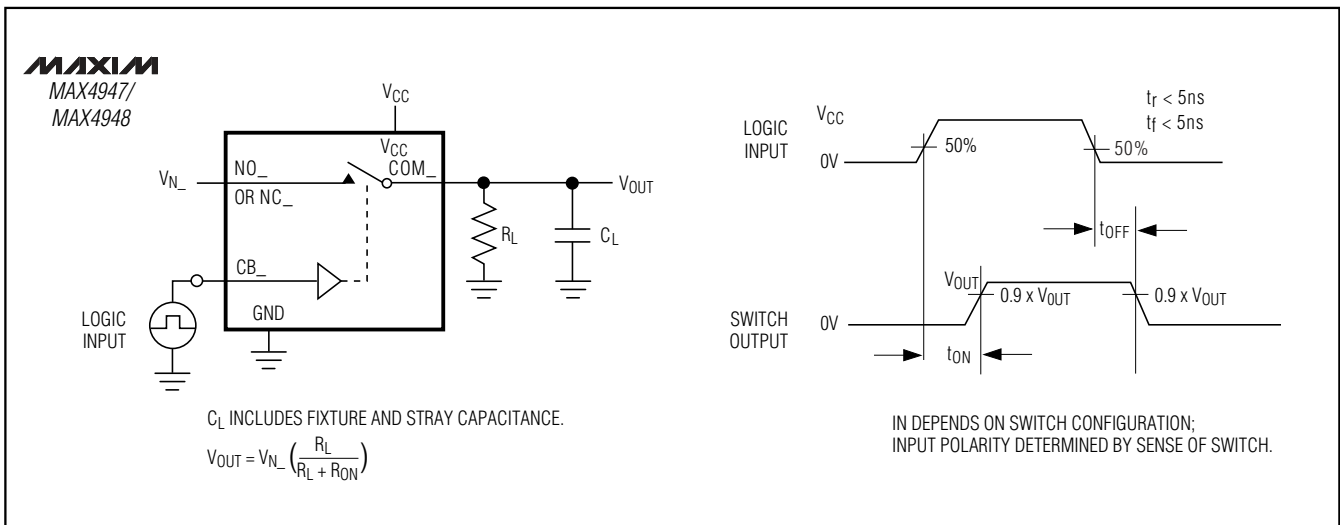 MAXIM
MAX4947/
MAX4948
VCC
VCC
NO_
COM_
VN_
OR NC_
VOUT
RL
CL
CB_
GND
LOGIC
INPUT
CL INCLUDES FIXTURE AND STRAY CAPACITANCE.
VOUT = VN_ (RL / RL + RON)
tr < 5ns
tf < 5ns
LOGIC
INPUT
VCC
0V
50%
50%
tOFF
VOUT
0.9 x VOUT
0.9 x VOUT
SWITCH
OUTPUT
0V
tON
IN DEPENDS ON SWITCH CONFIGURATION;
INPUT POLARITY DETERMINED BY SENSE OF SWITCH.